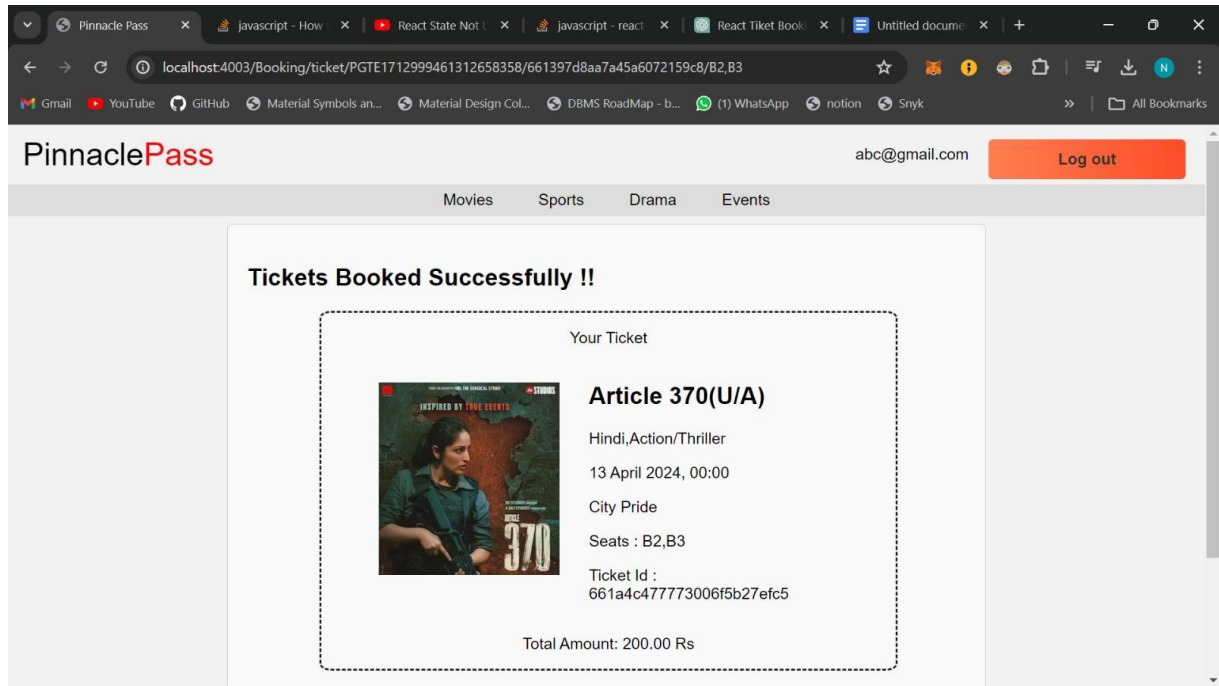 Pinnacle Pass
javascript - How
React State Not
javascript - react
React Tiket Book
Untitled docume
localhost:4003/Booking/ticket/PGTE1712999461312658358/661397d8aa7a45a6072159c8/B2,B3
N
Gmail
YouTube
GitHub
Material Symbols an...
Material Design Col...
DBMS RoadMap - b...
(1) WhatsApp
notion
Snyk
All Bookmarks
PinnaclePass
abc@gmail.com
Log out
Movies Sports Drama Events
Tickets Booked Successfully !!
Your Ticket
STUDIOS
INSPIRED BY TRUE EVENTS
ARTICLE
370
Article 370(U/A)
Hindi,Action/Thriller
13 April 2024, 00:00
City Pride
Seats : B2,B3
Ticket Id :
661a4c477773006f5b27efc5
Total Amount: 200.00 Rs